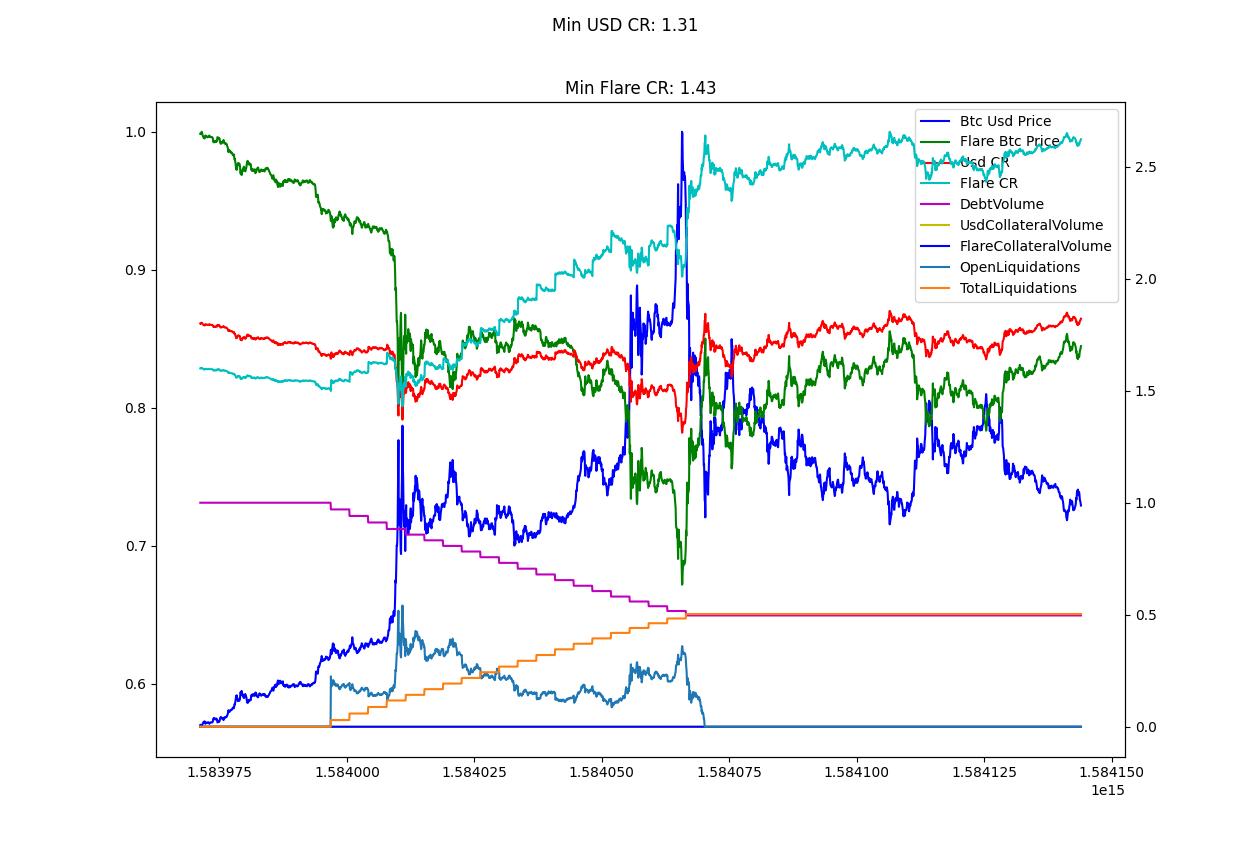 Min USD CR: 1.31
Min Flare CR: 1.43
Btc Usd Price
Flare Btc Price
Usd CR
Flare CR
DebtVolume
UsdCollateralVolume
FlareCollateralVolume
OpenLiquidations
TotalLiquidations
1.0
0.9
0.8
0.7
0.6
2.5
2.0
1.5
1.0
0.5
0.0
1.583975 1.584000 1.584025 1.584050 1.584075 1.584100 1.584125 1.584150
1e15